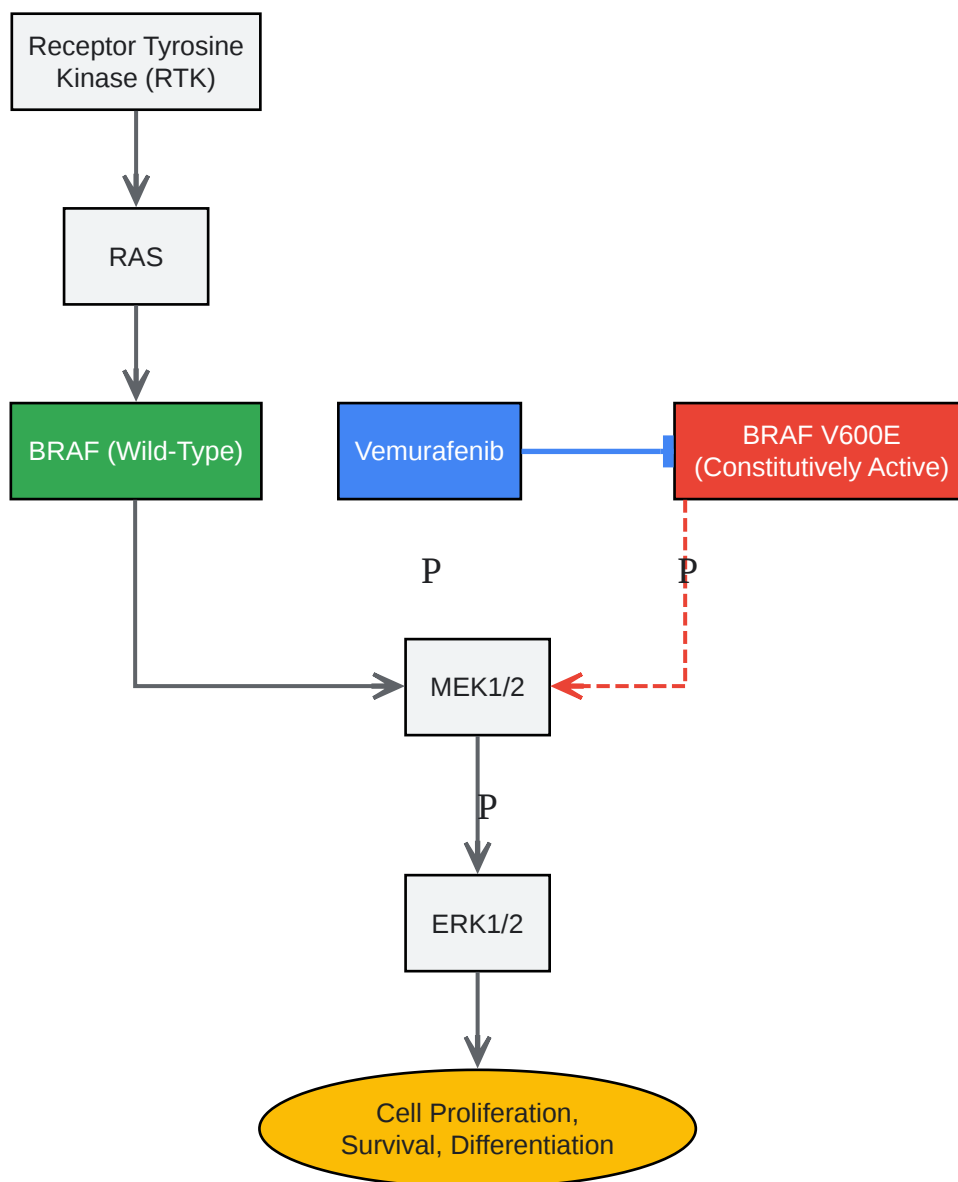 Receptor Tyrosine
Kinase (RTK)
RAS
BRAF (Wild-Type)
Vemurafenib
BRAF V600E
(Constitutively Active)
P
P
MEK1/2
P
ERK1/2
Cell Proliferation,
Survival, Differentiation